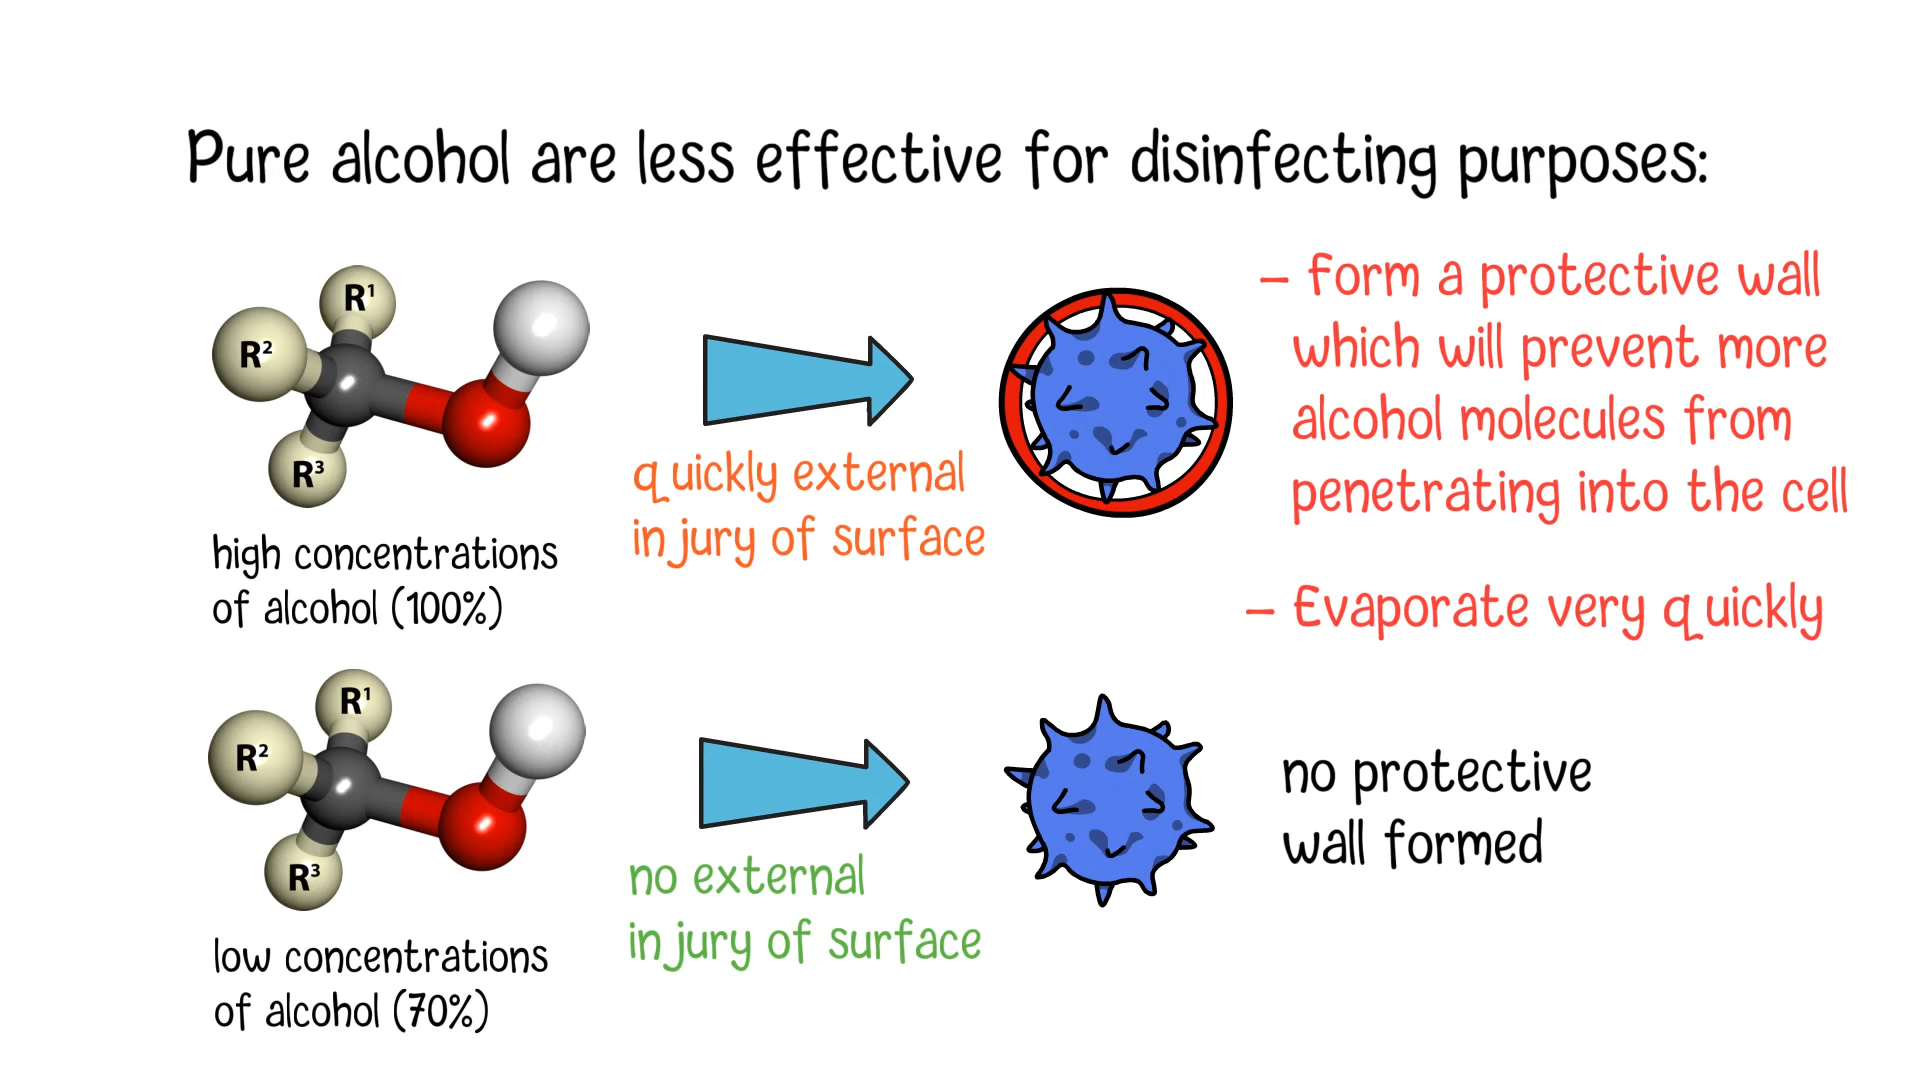 Pure alcohol are less effective for disinfecting purposes:
R¹
R²
R³
high concentrations
of alcohol (100%)
quickly external
injury of surface
– form a protective wall
which will prevent more
alcohol molecules from
penetrating into the cell
– Evaporate very quickly
R¹
R²
R³
low concentrations
of alcohol (70%)
no external
injury of surface
no protective
wall formed